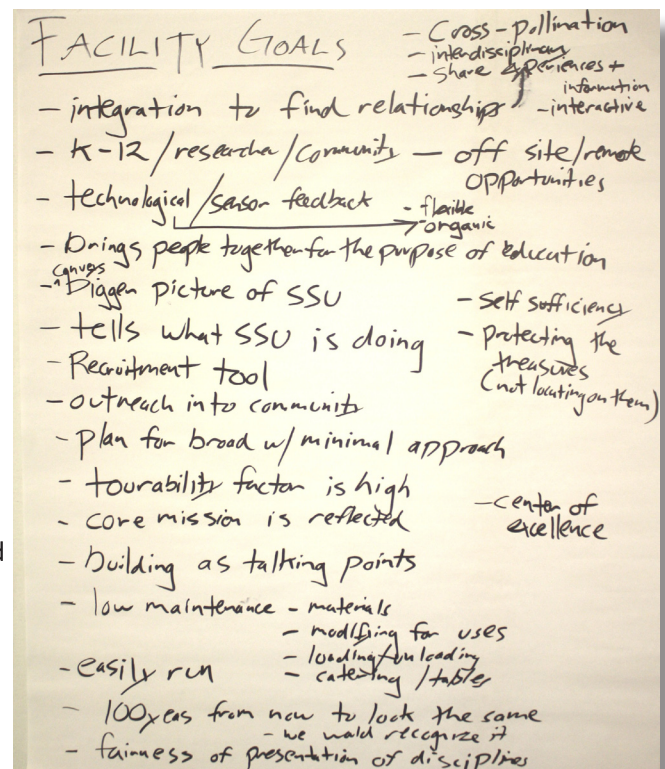 FACILITY GOALS
- Cross-pollination
- interdisciplinary
- share experiences +
information
- interactive
- integration to find relationships
- K-12/researcher/community - off site/remote
opportunities
- technological/sensor feedback
- flexible
- organic
- brings people together for the purpose of education
- ^conveys Bigger picture of SSU
- tells what SSU is doing
- Recruitment tool
- outreach into community
- Self sufficiency
- protecting the
treasures
(not locating on them)
- plan for broad w/ minimal approach
- tourability factor is high
- core mission is reflected
- center of
excellence
- building as talking points
- low maintenance - materials
- modifing for uses
- loading/unloading
- easily run
- catering/tables
- 100 yeas from now to look the same
- we wald recognize it
- fairness of presentation of disciplines
d